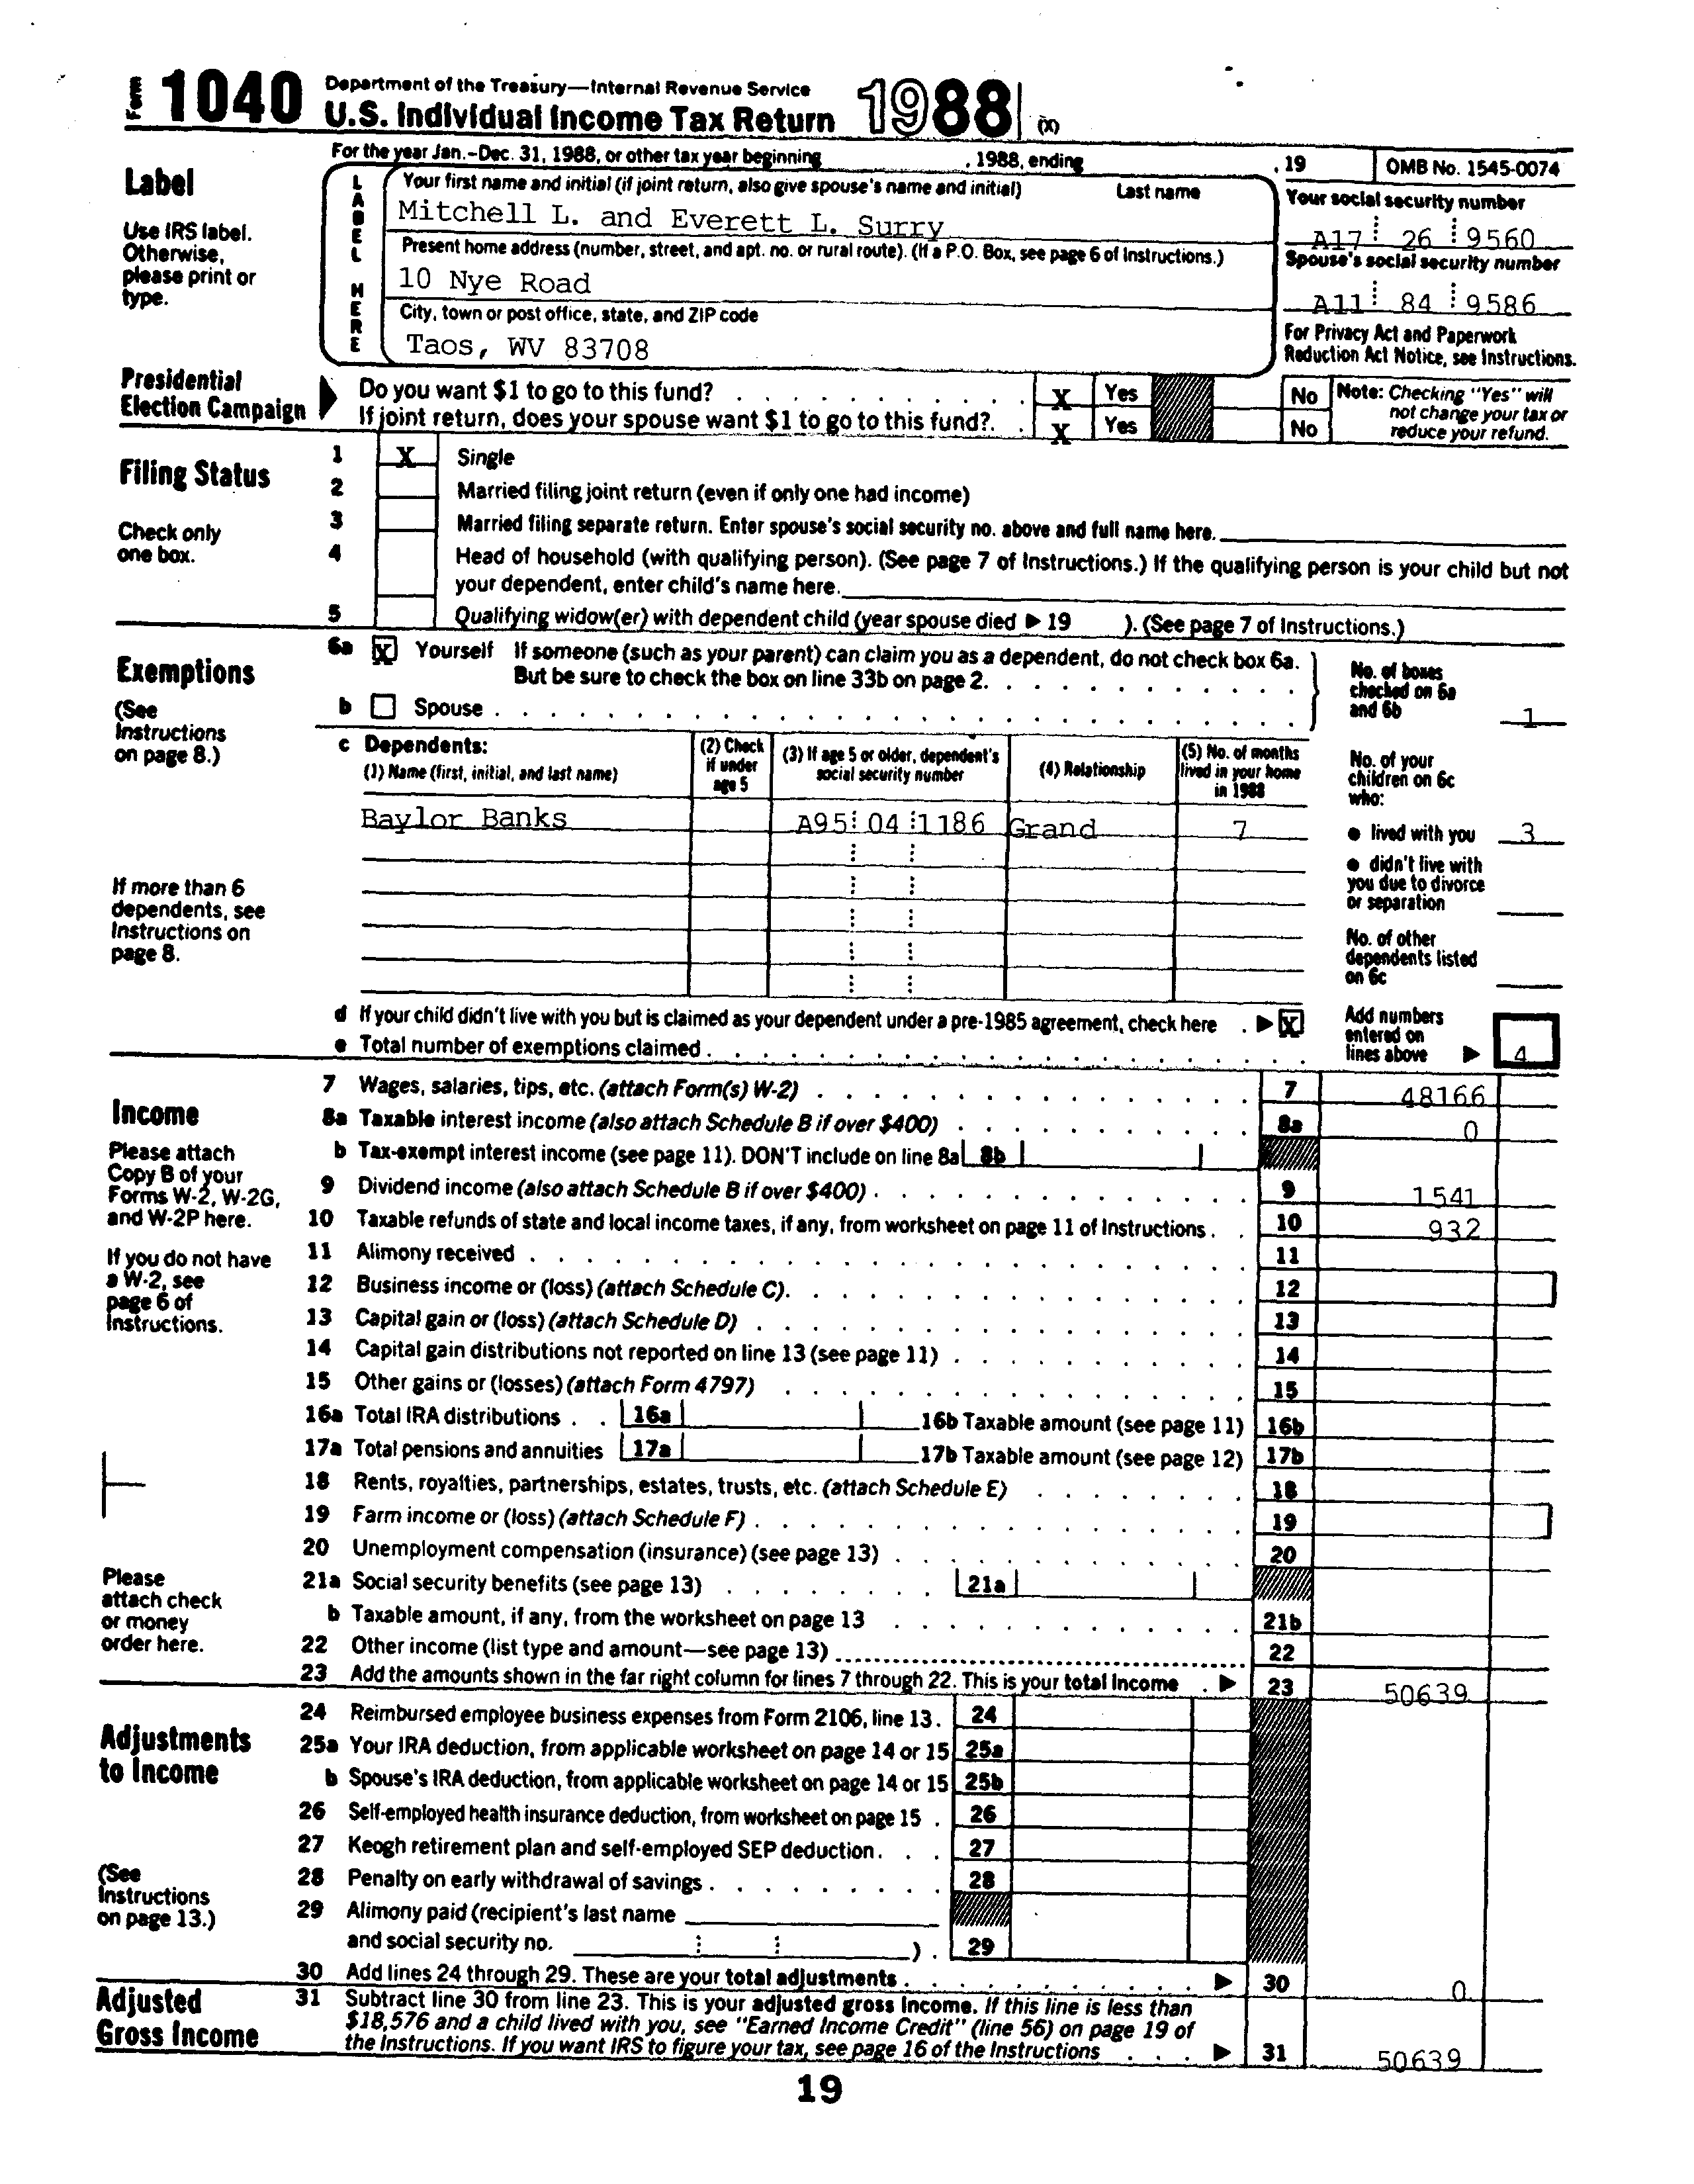 Form 1040 Department of the Treasury—Internal Revenue Service
U.S. Individual Income Tax Return 1988 (X)
For the year Jan.–Dec. 31, 1988, or other tax year beginning , 1988, ending , 19 OMB No. 1545-0074
Label
Use IRS label.
Otherwise,
please print or
type.
LABEL HERE
Your first name and initial (if joint return, also give spouse's name and initial) Last name
Mitchell L. and Everett L. Surry
Present home address (number, street, and apt. no. or rural route). (If a P.O. Box, see page 6 of Instructions.)
10 Nye Road
City, town or post office, state, and ZIP code
Taos, WV 83708
Your social security number
A17 26 9560
Spouse's social security number
A11 84 9586
For Privacy Act and Paperwork
Reduction Act Notice, see Instructions.
Presidential
Election Campaign
Do you want $1 to go to this fund? X Yes No
If joint return, does your spouse want $1 to go to this fund?. X Yes No
Note: Checking "Yes" will
not change your tax or
reduce your refund.
Filing Status
Check only
one box.
1 X Single
2 Married filing joint return (even if only one had income)
3 Married filing separate return. Enter spouse's social security no. above and full name here.
4 Head of household (with qualifying person). (See page 7 of Instructions.) If the qualifying person is your child but not
your dependent, enter child's name here.
5 Qualifying widow(er) with dependent child (year spouse died ▶ 19 ). (See page 7 of Instructions.)
Exemptions
(See
Instructions
on page 8.)
If more than 6
dependents, see
Instructions on
page 8.
6a X Yourself If someone (such as your parent) can claim you as a dependent, do not check box 6a.
But be sure to check the box on line 33b on page 2.
b Spouse
No. of boxes
checked on 6a
and 6b 1
c Dependents:
(1) Name (first, initial, and last name)
(2) Check
if under
age 5
(3) If age 5 or older, dependent's
social security number
(4) Relationship
(5) No. of months
lived in your home
in 1988
Baylor Banks A95 04 1186 Grand 7
No. of your
children on 6c
who:
● lived with you 3
● didn't live with
you due to divorce
or separation
No. of other
dependents listed
on 6c
d If your child didn't live with you but is claimed as your dependent under a pre-1985 agreement, check here . ▶ X
e Total number of exemptions claimed
Add numbers
entered on
lines above ▶ 4
Income
Please attach
Copy B of your
Forms W-2, W-2G,
and W-2P here.
If you do not have
a W-2, see
page 6 of
Instructions.
Please
attach check
or money
order here.
7 Wages, salaries, tips, etc. (attach Form(s) W-2) 7 48166
8a Taxable interest income (also attach Schedule B if over $400) 8a 0
b Tax-exempt interest income (see page 11). DON'T include on line 8a 8b
9 Dividend income (also attach Schedule B if over $400) 9 1541
10 Taxable refunds of state and local income taxes, if any, from worksheet on page 11 of Instructions 10 932
11 Alimony received 11
12 Business income or (loss) (attach Schedule C) 12
13 Capital gain or (loss) (attach Schedule D) 13
14 Capital gain distributions not reported on line 13 (see page 11) 14
15 Other gains or (losses) (attach Form 4797) 15
16a Total IRA distributions 16a 16b Taxable amount (see page 11) 16b
17a Total pensions and annuities 17a 17b Taxable amount (see page 12) 17b
18 Rents, royalties, partnerships, estates, trusts, etc. (attach Schedule E) 18
19 Farm income or (loss) (attach Schedule F) 19
20 Unemployment compensation (insurance) (see page 13) 20
21a Social security benefits (see page 13) 21a
b Taxable amount, if any, from the worksheet on page 13 21b
22 Other income (list type and amount—see page 13) 22
23 Add the amounts shown in the far right column for lines 7 through 22. This is your total income ▶ 23 50639
Adjustments
to Income
(See
Instructions
on page 13.)
24 Reimbursed employee business expenses from Form 2106, line 13. 24
25a Your IRA deduction, from applicable worksheet on page 14 or 15 25a
b Spouse's IRA deduction, from applicable worksheet on page 14 or 15 25b
26 Self-employed health insurance deduction, from worksheet on page 15 26
27 Keogh retirement plan and self-employed SEP deduction 27
28 Penalty on early withdrawal of savings 28
29 Alimony paid (recipient's last name
and social security no. ) 29
30 Add lines 24 through 29. These are your total adjustments ▶ 30 0
Adjusted
Gross Income
31 Subtract line 30 from line 23. This is your adjusted gross income. If this line is less than
$18,576 and a child lived with you, see "Earned Income Credit" (line 56) on page 19 of
the Instructions. If you want IRS to figure your tax, see page 16 of the Instructions ▶ 31 50639
19